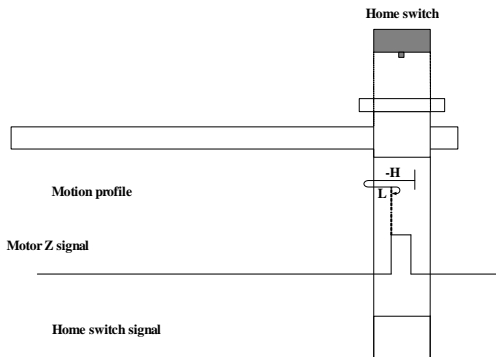 Home switch
-H
Motion profile
L
Motor Z signal
Home switch signal